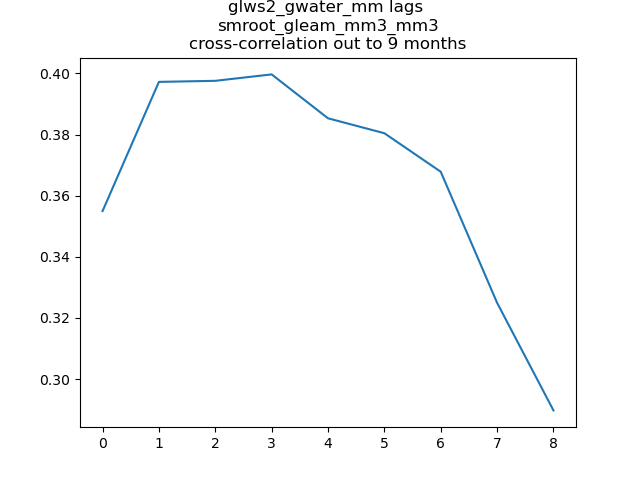 glws2_gwater_mm lags
smroot_gleam_mm3_mm3
cross-correlation out to 9 months
0.40
0.38
0.36
0.34
0.32
0.30
0 1 2 3 4 5 6 7 8